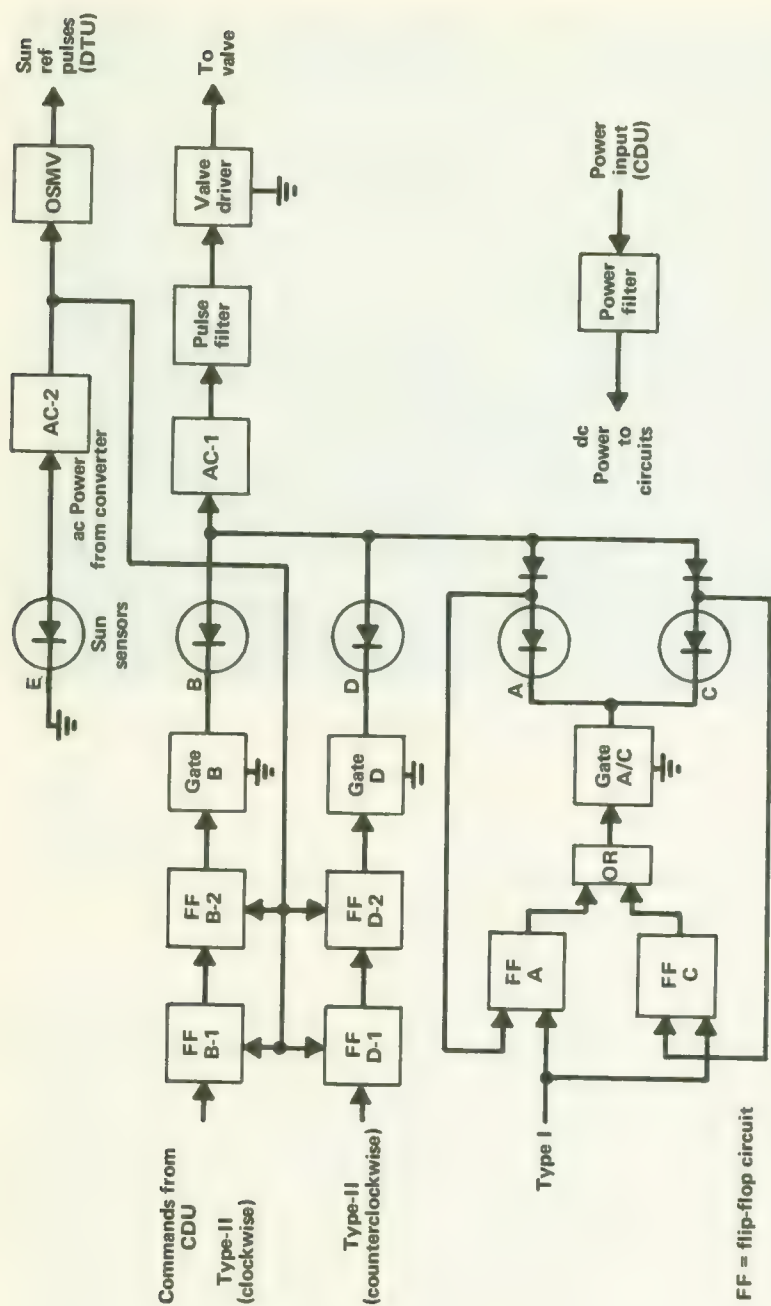 Sun
ref
pulses
(DTU)
OSMV
AC-2
ac Power
from converter
E
Sun
sensors
To
valve
Valve
driver
Pulse
filter
AC-1
B
Gate
B
FF
B-2
FF
B-1
Commands from
CDU
Type-II
(clockwise)
D
Gate
D
FF
D-2
FF
D-1
Type-II
(counterclockwise)
A
C
Gate
A/C
OR
FF
A
FF
C
Type I
Power
input
(CDU)
Power
filter
dc
Power
to
circuits
FF = flip-flop circuit